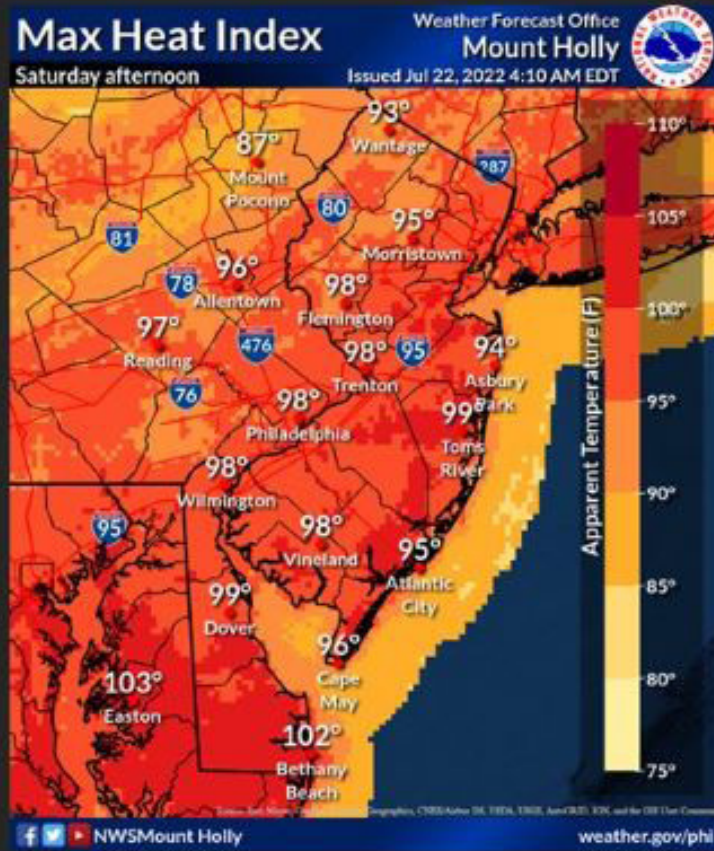 Max Heat Index
Weather Forecast Office
Mount Holly
Saturday afternoon
Issued Jul 22, 2022 4:10 AM EDT
NATIONAL WEATHER SERVICE
93°
Wantage
87°
Mount
Pocono
287
80
81
95°
Morristown
96°
Allentown
78
98°
Flemington
97°
Reading
476
98°
Trenton
95
94°
Asbury
Park
76
98°
Philadelphia
99°
Toms
River
98°
Wilmington
95
98°
Vineland
95°
Atlantic
City
99°
Dover
96°
Cape
May
103°
Easton
102°
Bethany
Beach
Apparent Temperature (F)
110°
105°
100°
95°
90°
85°
80°
75°
NWSMount Holly
weather.gov/phi